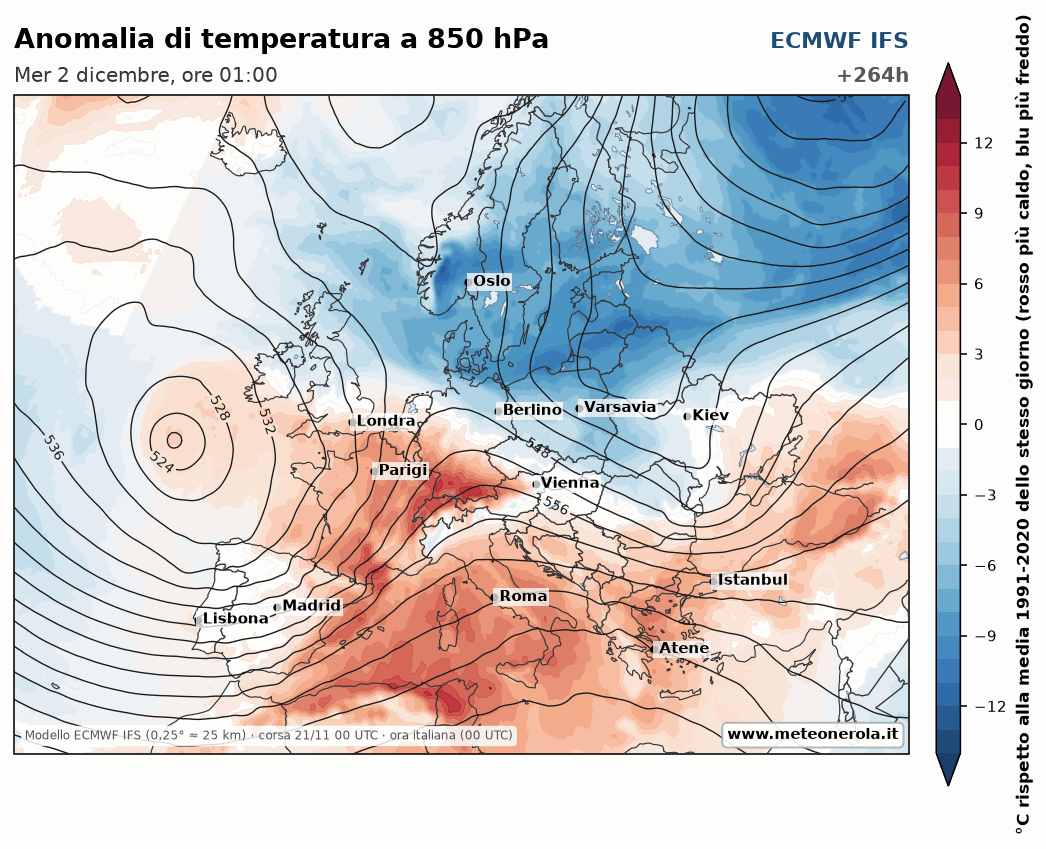 Anomalia di temperatura a 850 hPa
ECMWF IFS
Mer 2 dicembre, ore 01:00
+264h
Oslo
Londra
Berlino
Varsavia
Kiev
Parigi
Vienna
Madrid
Lisbona
Roma
Istanbul
Atene
528
532
524
536
548
556
12
9
6
3
0
−3
−6
−9
−12
°C rispetto alla media 1991-2020 dello stesso giorno (rosso più caldo, blu più freddo)
Modello ECMWF IFS (0,25° ≈ 25 km) · corsa 21/11 00 UTC · ora italiana (00 UTC)
www.meteonerola.it